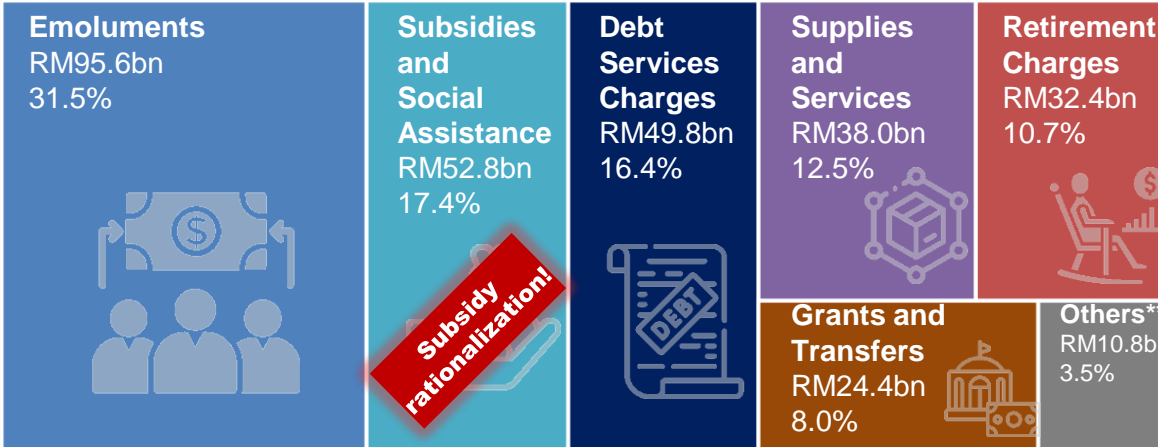 Emoluments
RM95.6bn
31.5%
Subsidies
and
Social
Assistance
RM52.8bn
17.4%
Subsidy
rationalization!
Debt
Services
Charges
RM49.8bn
16.4%
DEBT
Supplies
and
Services
RM38.0bn
12.5%
Retirement
Charges
RM32.4bn
10.7%
Grants and
Transfers
RM24.4bn
8.0%
Others*
RM10.8b
3.5%